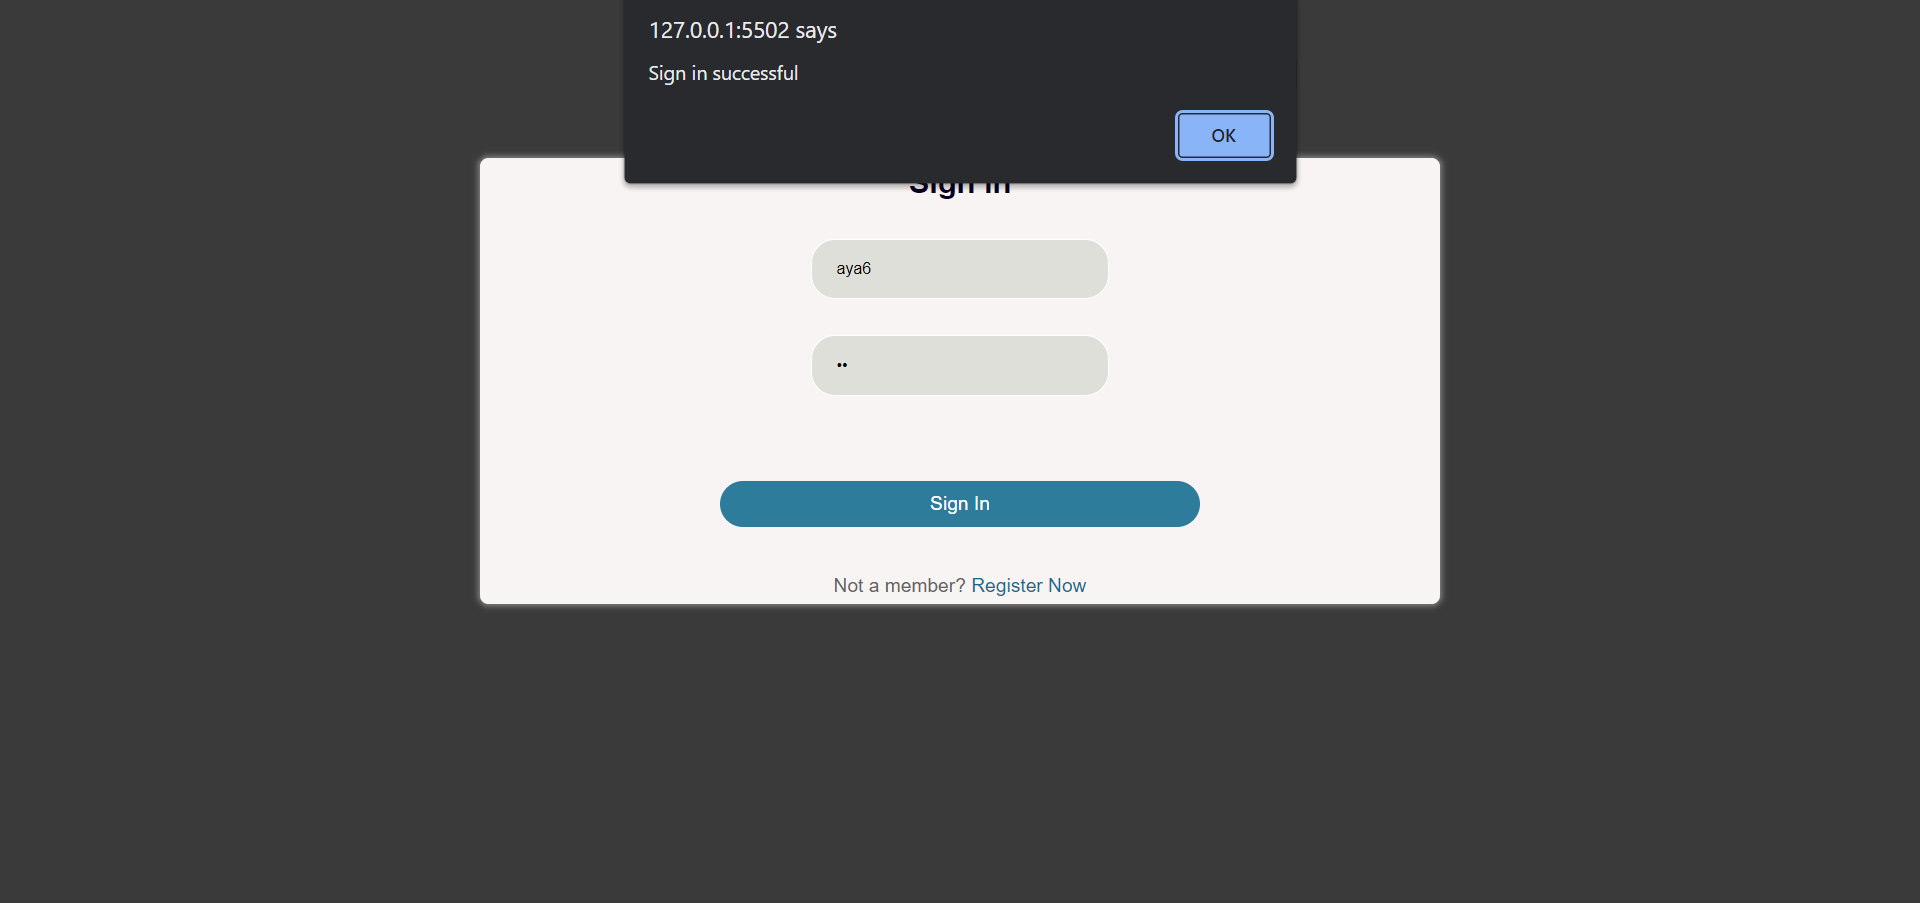 127.0.0.1:5502 says
Sign in successful
OK
Sign In
aya6
••
Sign In
Not a member? Register Now